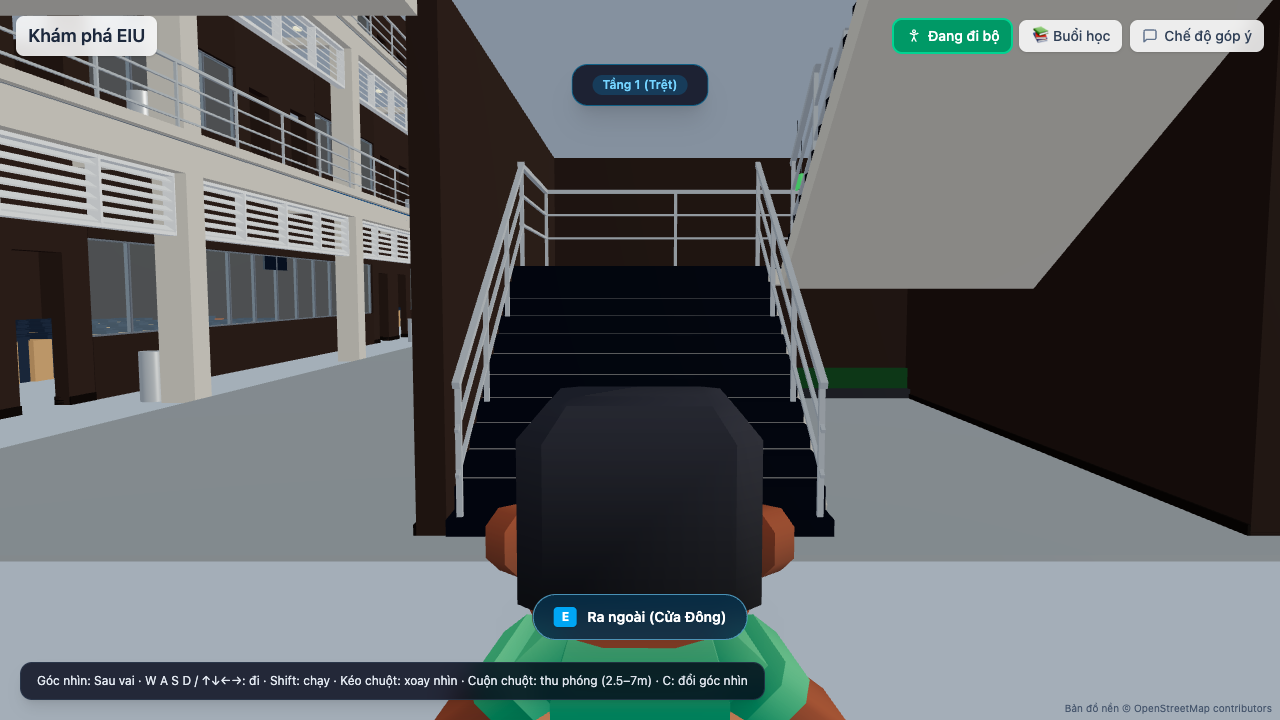 Khám phá EIU
Đang đi bộ
📚 Buổi học
Chế độ góp ý
Tầng 1 (Trệt)
E Ra ngoài (Cửa Đông)
Góc nhìn: Sau vai · W A S D / ↑↓←→: đi · Shift: chạy · Kéo chuột: xoay nhìn · Cuộn chuột: thu phóng (2.5–7m) · C: đổi góc nhìn
Bản đồ nền © OpenStreetMap contributors